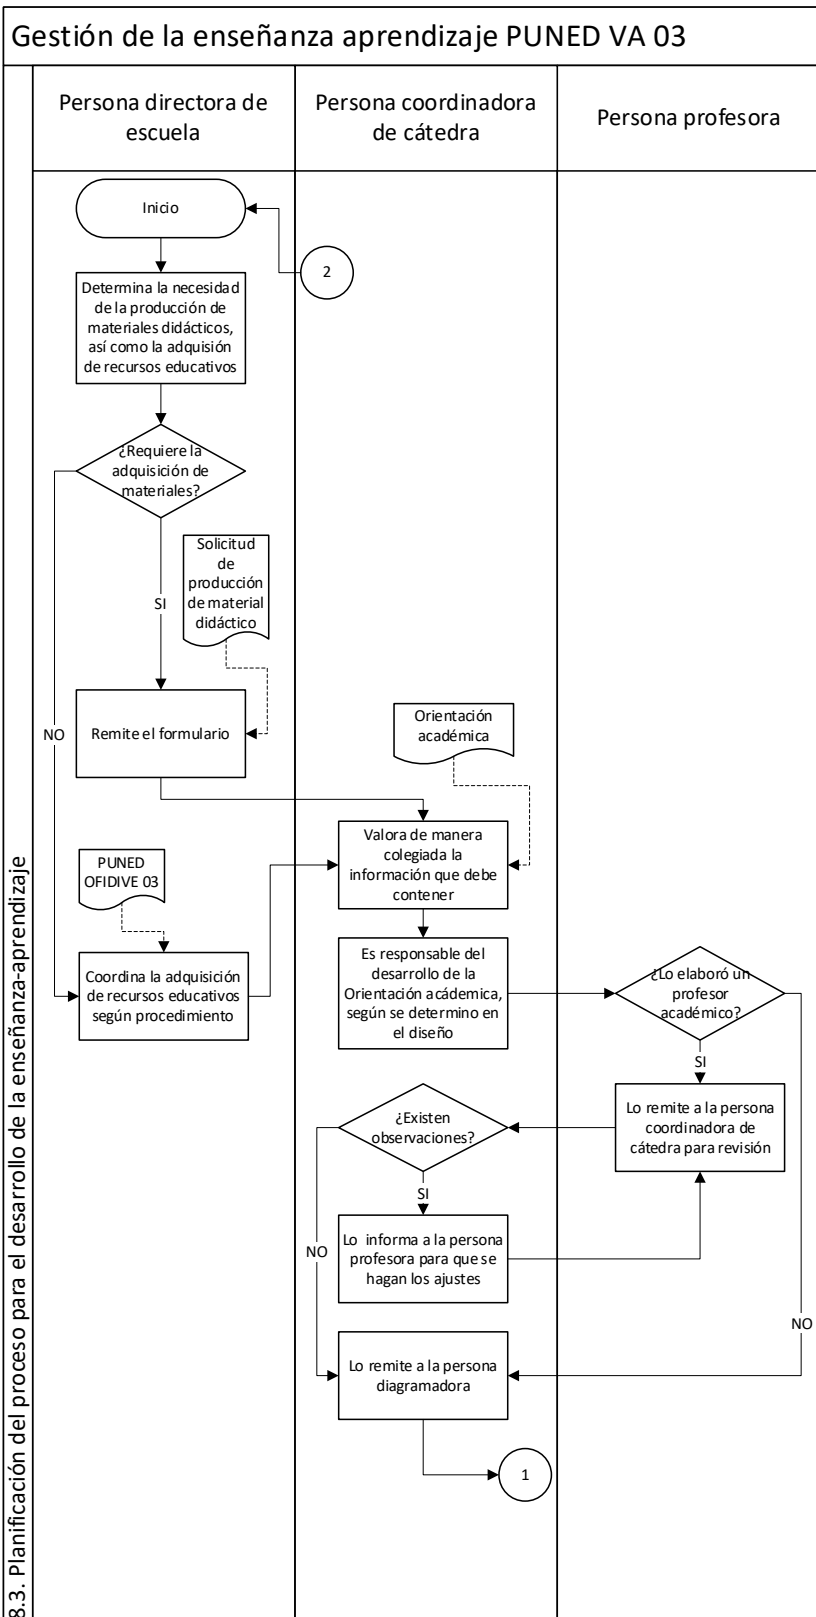 Gestión de la enseñanza aprendizaje PUNED VA 03
8.3. Planificación del proceso para el desarrollo de la enseñanza-aprendizaje
Persona directora de
escuela
Persona coordinadora
de cátedra
Persona profesora
Inicio
2
Determina la necesidad
de la producción de
materiales didácticos,
así como la adquisión
de recursos educativos
¿Requiere la
adquisición de
materiales?
Solicitud
de
producción
de material
didáctico
SI
NO
Remite el formulario
Orientación
académica
Valora de manera
colegiada la
información que debe
contener
PUNED
OFIDIVE 03
Coordina la adquisición
de recursos educativos
según procedimiento
Es responsable del
desarrollo de la
Orientación acádemica,
según se determino en
el diseño
¿Lo elaboró un
profesor
académico?
SI
Lo remite a la persona
coordinadora de
cátedra para revisión
¿Existen
observaciones?
SI
NO
Lo informa a la persona
profesora para que se
hagan los ajustes
NO
Lo remite a la persona
diagramadora
1